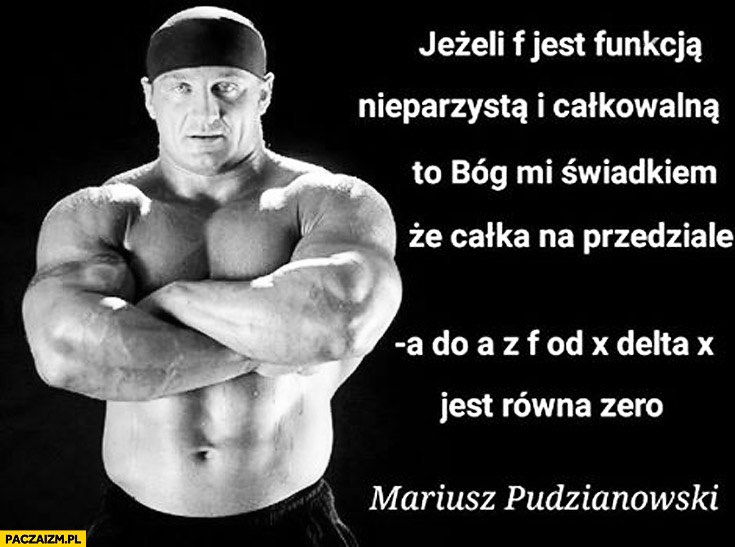 Jeżeli f jest funkcją
nieparzystą i całkowalną
to Bóg mi świadkiem
że całka na przedziale
-a do a z f od x delta x
jest równa zero
Mariusz Pudzianowski
PACZAIZM.PL